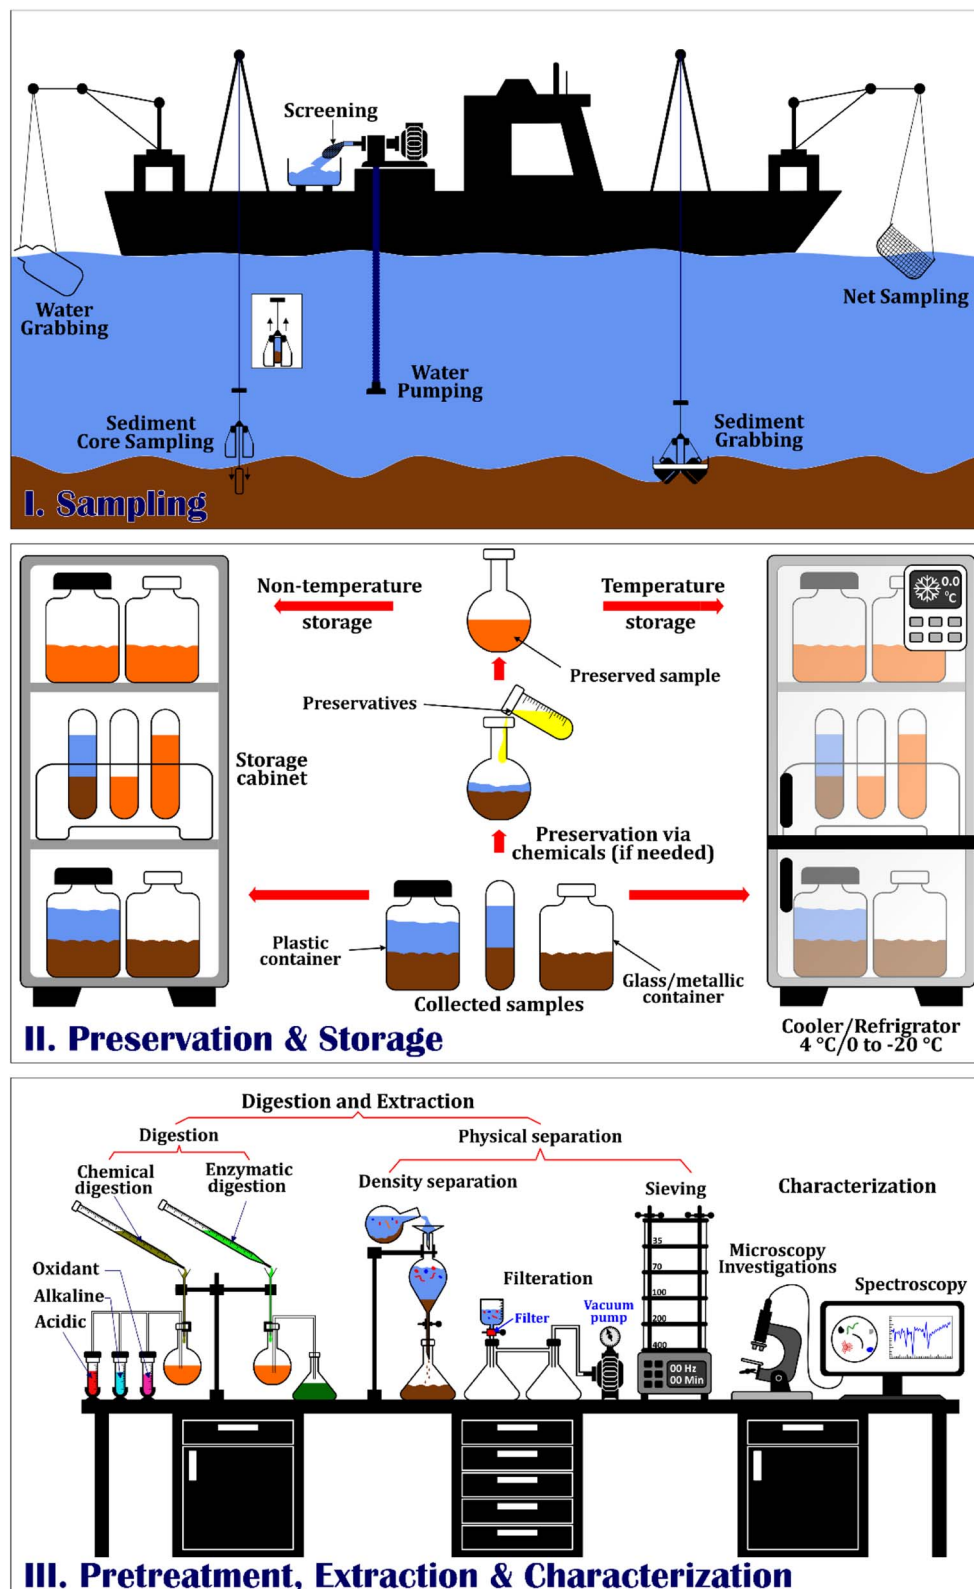 Screening
Water
Grabbing
Net Sampling
Water
Pumping
Sediment
Core Sampling
Sediment
Grabbing
I. Sampling
Non-temperature
storage
Temperature
storage
0.0
°C
Preserved sample
Preservatives
Storage
cabinet
Preservation via
chemicals (if needed)
Plastic
container
Glass/metallic
container
Collected samples
Cooler/Refrigrator
4 °C/0 to -20 °C
II. Preservation & Storage
Digestion and Extraction
Digestion
Physical separation
Chemical
digestion
Enzymatic
digestion
Density separation
Sieving
Characterization
Oxidant
Alkaline
Acidic
Filteration
Filter
Vacuum
pump
35
70
100
200
400
00 Hz
00 Min
Microscopy
Investigations
Spectroscopy
III. Pretreatment, Extraction & Characterization